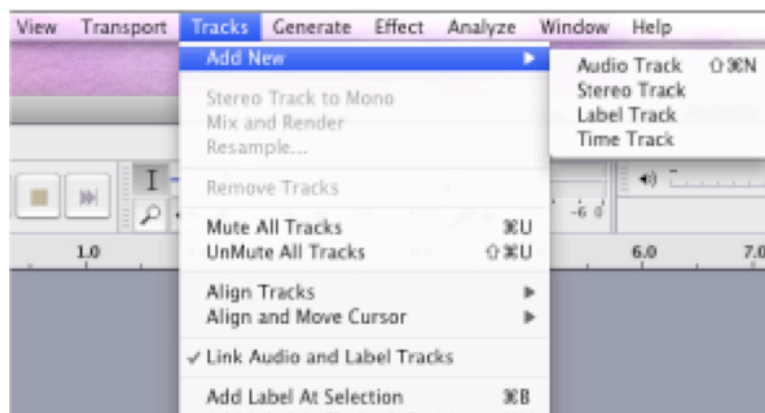 View Transport Tracks Generate Effect Analyze Window Help
Add New
Audio Track ⇧⌘N
Stereo Track
Label Track
Time Track
Stereo Track to Mono
Mix and Render
Resample...
Remove Tracks
Mute All Tracks ⌘U
UnMute All Tracks ⇧⌘U
Align Tracks
Align and Move Cursor
✓ Link Audio and Label Tracks
Add Label At Selection ⌘B
-6 0
1.0 6.0 7.0